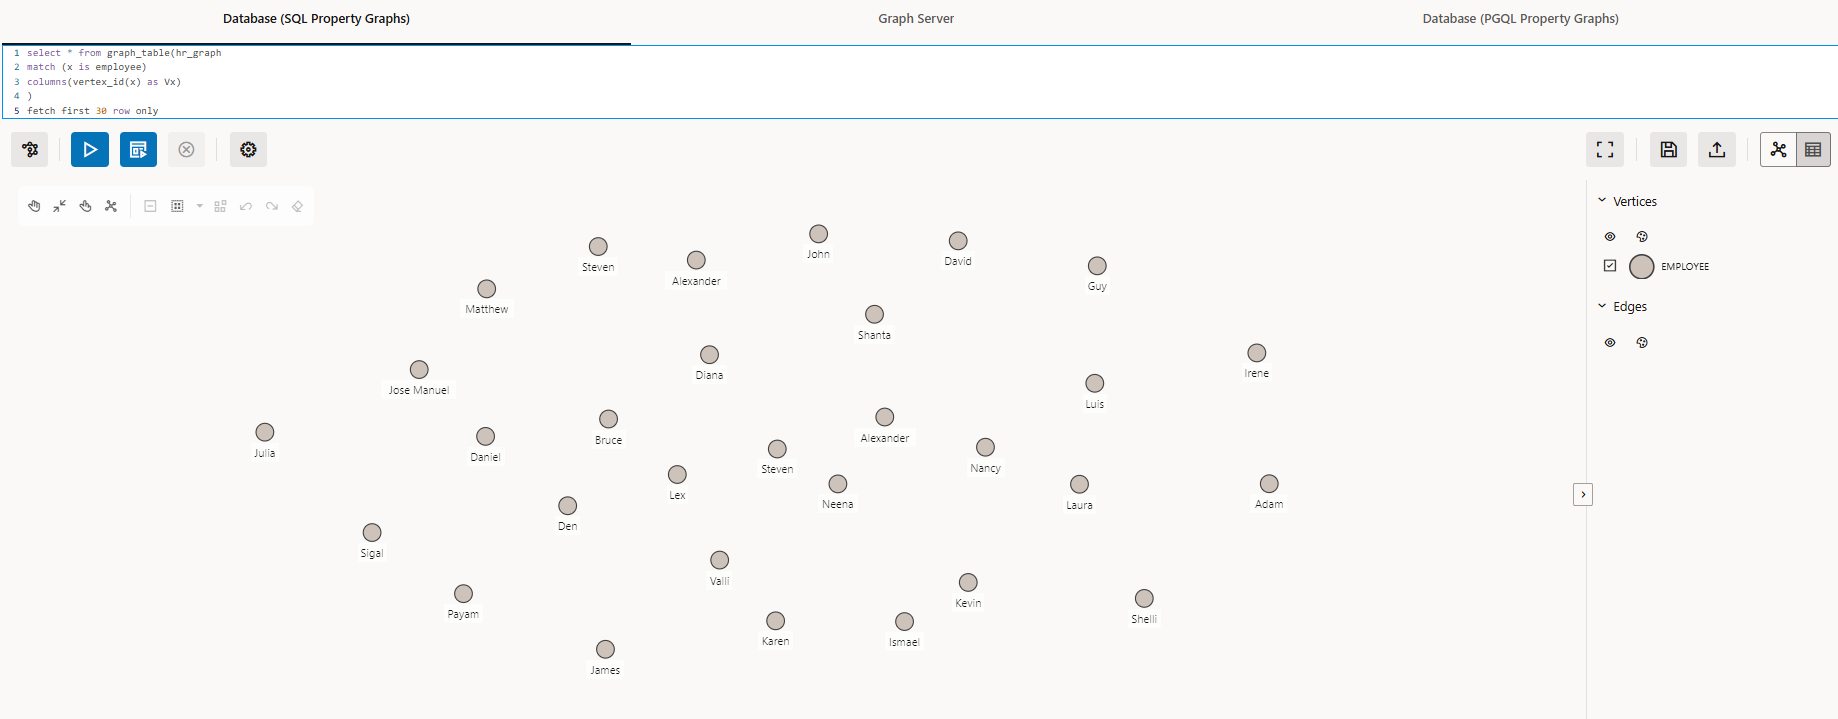 Database (SQL Property Graphs)
Graph Server
Database (PGQL Property Graphs)
1 select * from graph_table(hr_graph
2 match (x is employee)
3 columns(vertex_id(x) as Vx)
4 )
5 fetch first 30 row only
Vertices
EMPLOYEE
Edges
John
David
Steven
Alexander
Guy
Matthew
Shanta
Diana
Irene
Jose Manuel
Luis
Alexander
Bruce
Julia
Daniel
Steven
Nancy
Lex
Neena
Laura
Adam
Den
Sigal
Valli
Kevin
Payam
Shelli
Karen
Ismael
James